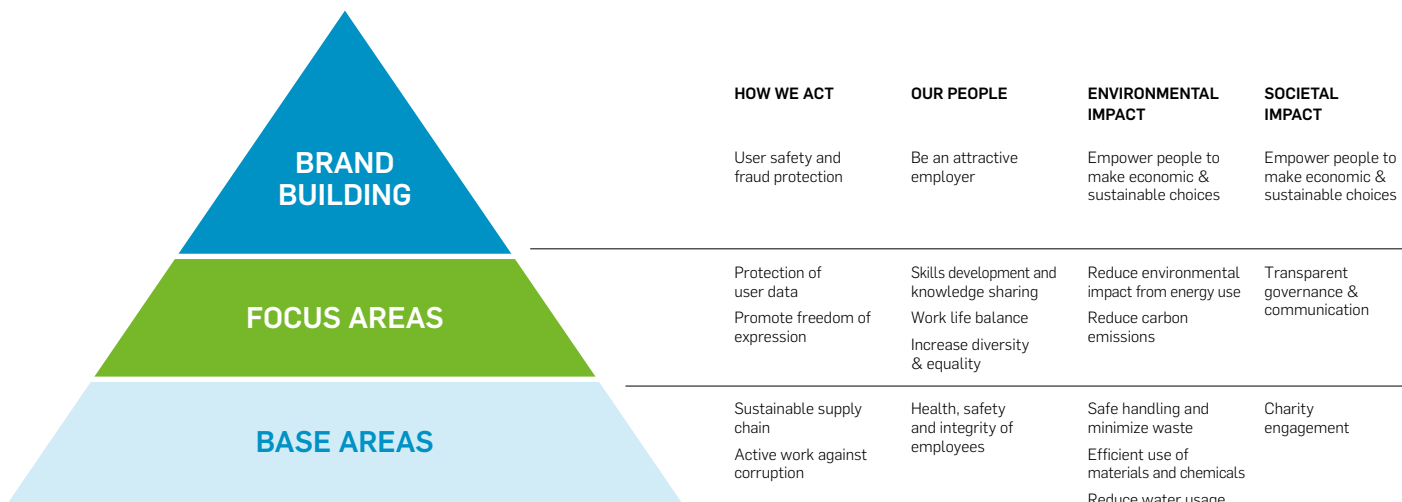 BRAND
BUILDING
FOCUS AREAS
BASE AREAS
HOW WE ACT
User safety and
fraud protection
Protection of
user data
Promote freedom of
expression
Sustainable supply
chain
Active work against
corruption
OUR PEOPLE
Be an attractive
employer
Skills development and
knowledge sharing
Work life balance
Increase diversity
& equality
Health, safety
and integrity of
employees
ENVIRONMENTAL
IMPACT
Empower people to
make economic &
sustainable choices
Reduce environmental
impact from energy use
Reduce carbon
emissions
Safe handling and
minimize waste
Efficient use of
materials and chemicals
Reduce water usage
SOCIETAL
IMPACT
Empower people to
make economic &
sustainable choices
Transparent
governance &
communication
Charity
engagement